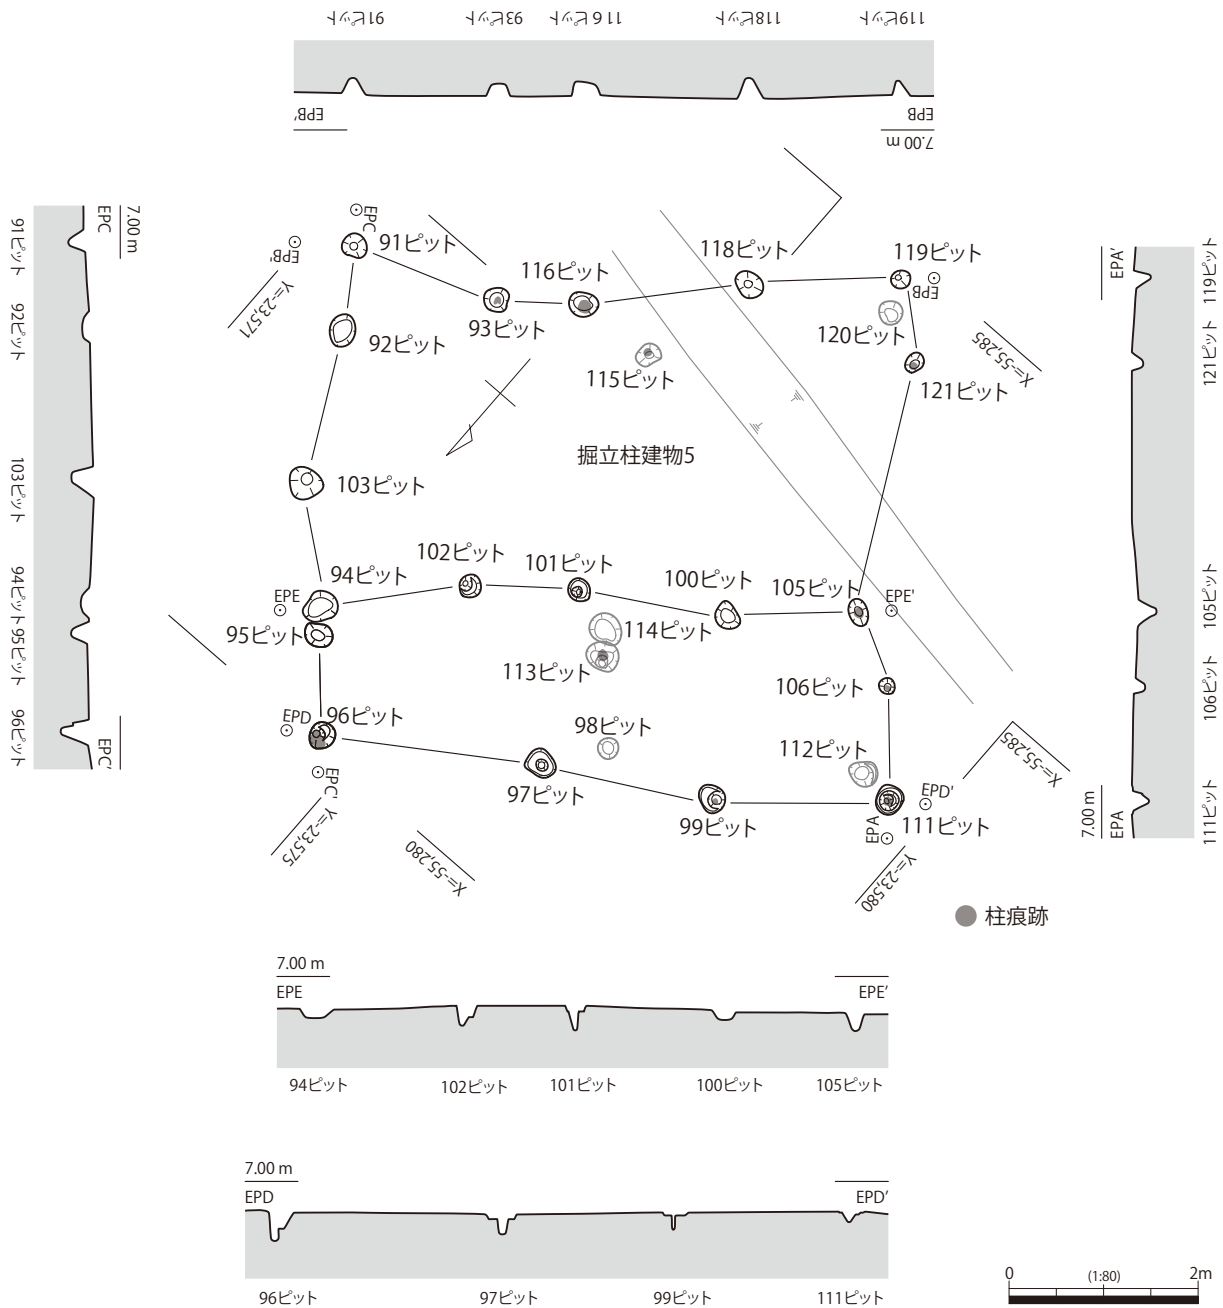 91ピット
93ピット
116ピット
118ピット
119ピット
EPB'
EPB
7.00 m
7.00 m
EPC
91ピット
92ピット
103ピット
94ピット
95ピット
96ピット
EPC'
EPC
EPB'
Y=-23,571
91ピット
93ピット
116ピット
118ピット
119ピット
EPB
92ピット
115ピット
120ピット
121ピット
X=-55,285
掘立柱建物5
103ピット
102ピット
101ピット
100ピット
105ピット
94ピット
EPE
EPE'
95ピット
114ピット
113ピット
106ピット
96ピット
EPD
98ピット
112ピット
X=-55,285
EPC'
97ピット
99ピット
EPD'
111ピット
EPA
Y=-23,575
X=-55,280
Y=-23,580
柱痕跡
EPA'
119ピット
121ピット
105ピット
106ピット
111ピット
7.00 m
EPA
7.00 m
EPE
EPE'
94ピット
102ピット
101ピット
100ピット
105ピット
7.00 m
EPD
EPD'
96ピット
97ピット
99ピット
111ピット
0
(1:80)
2m